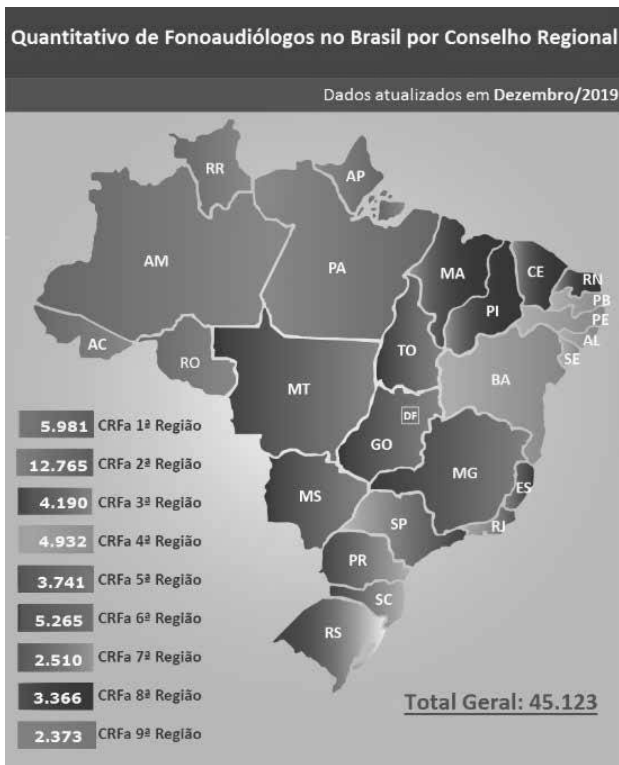 Quantitativo de Fonoaudiólogos no Brasil por Conselho Regional
Dados atualizados em Dezembro/2019
RR
AP
AM
PA
MA
CE
RN
PB
PE
AL
SE
PI
AC
RO
TO
BA
MT
DF
GO
MG
ES
MS
SP
RJ
PR
SC
RS
5.981 CRFa 1ª Região
12.765 CRFa 2ª Região
4.190 CRFa 3ª Região
4.932 CRFa 4ª Região
3.741 CRFa 5ª Região
5.265 CRFa 6ª Região
2.510 CRFa 7ª Região
3.366 CRFa 8ª Região
2.373 CRFa 9ª Região
Total Geral: 45.123